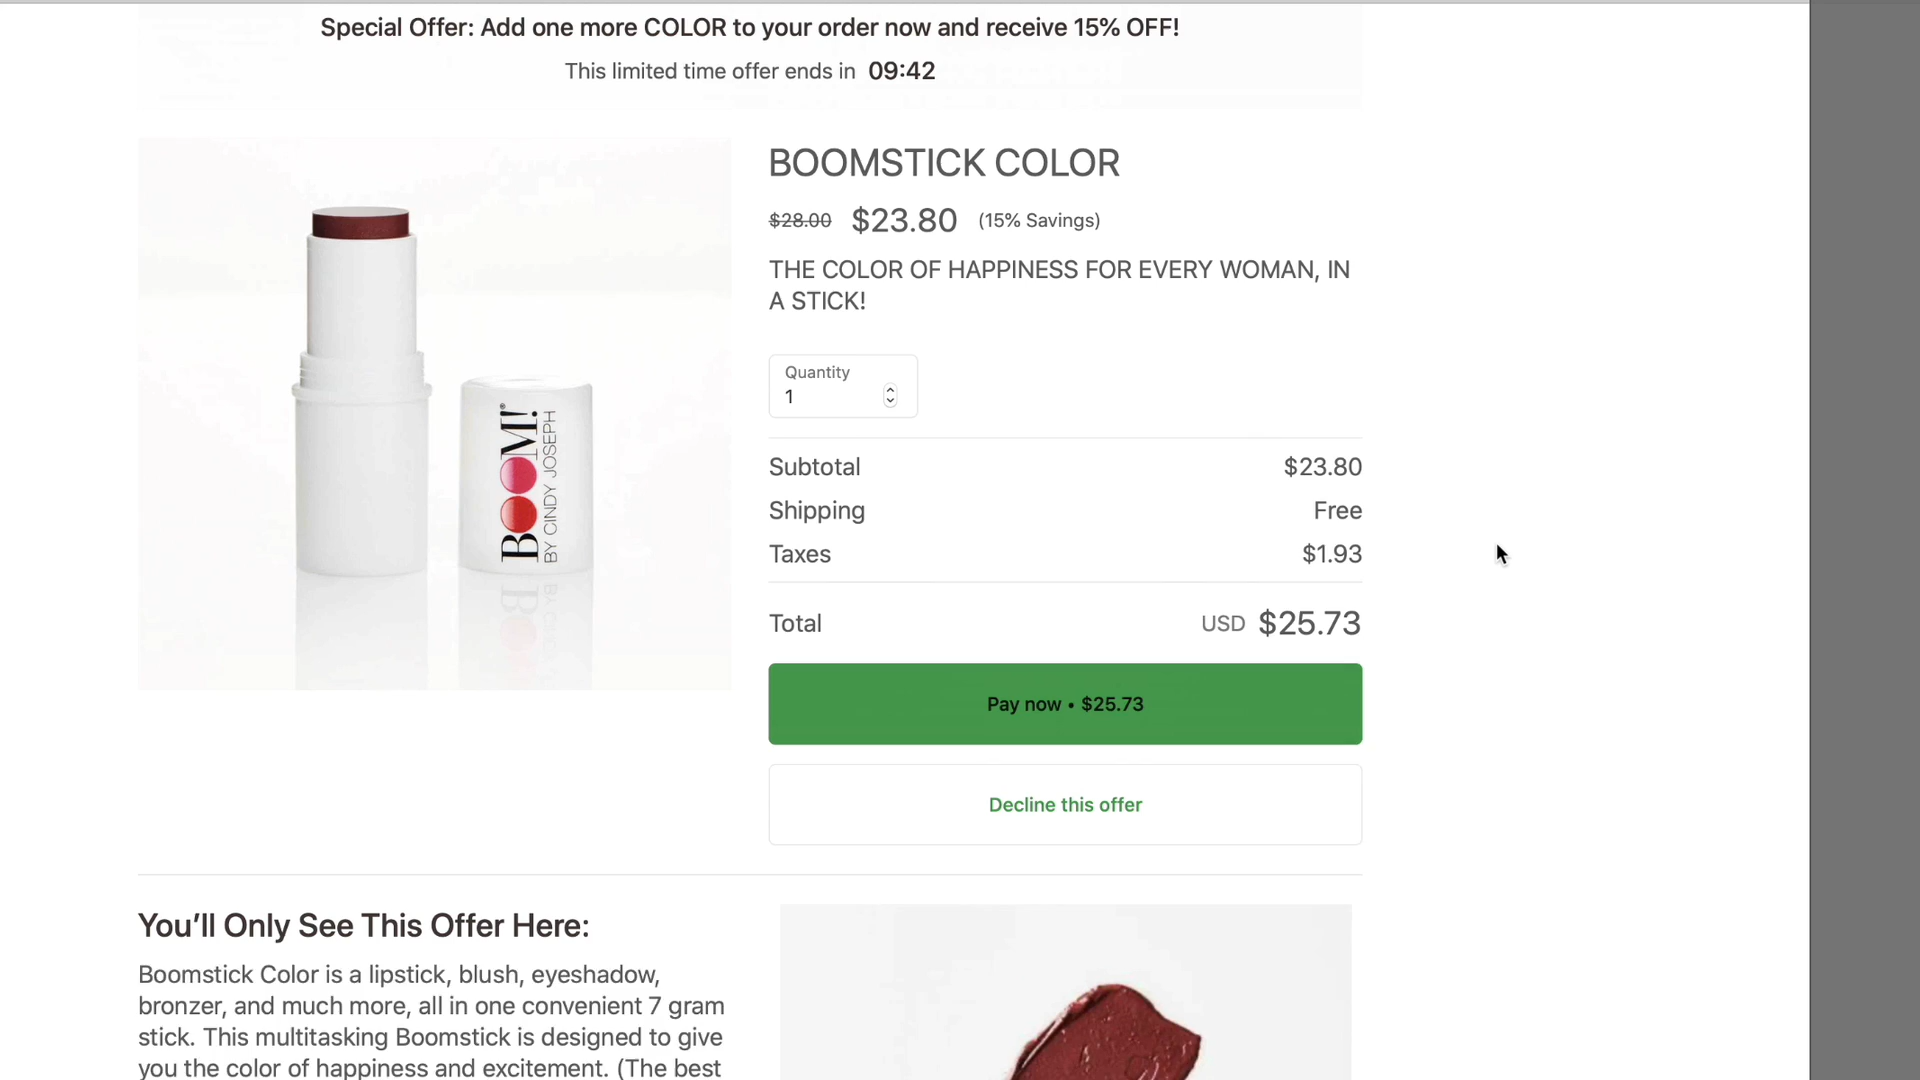 Special Offer: Add one more COLOR to your order now and receive 15% OFF!
This limited time offer ends in 09:42
BOOM!®
BY CINDY JOSEPH
BOOMSTICK COLOR
$28.00 $23.80 (15% Savings)
THE COLOR OF HAPPINESS FOR EVERY WOMAN, IN
A STICK!
Quantity
1
Subtotal $23.80
Shipping Free
Taxes $1.93
Total USD $25.73
Pay now • $25.73
Decline this offer
You’ll Only See This Offer Here:
Boomstick Color is a lipstick, blush, eyeshadow,
bronzer, and much more, all in one convenient 7 gram
stick. This multitasking Boomstick is designed to give
you the color of happiness and excitement. (The best